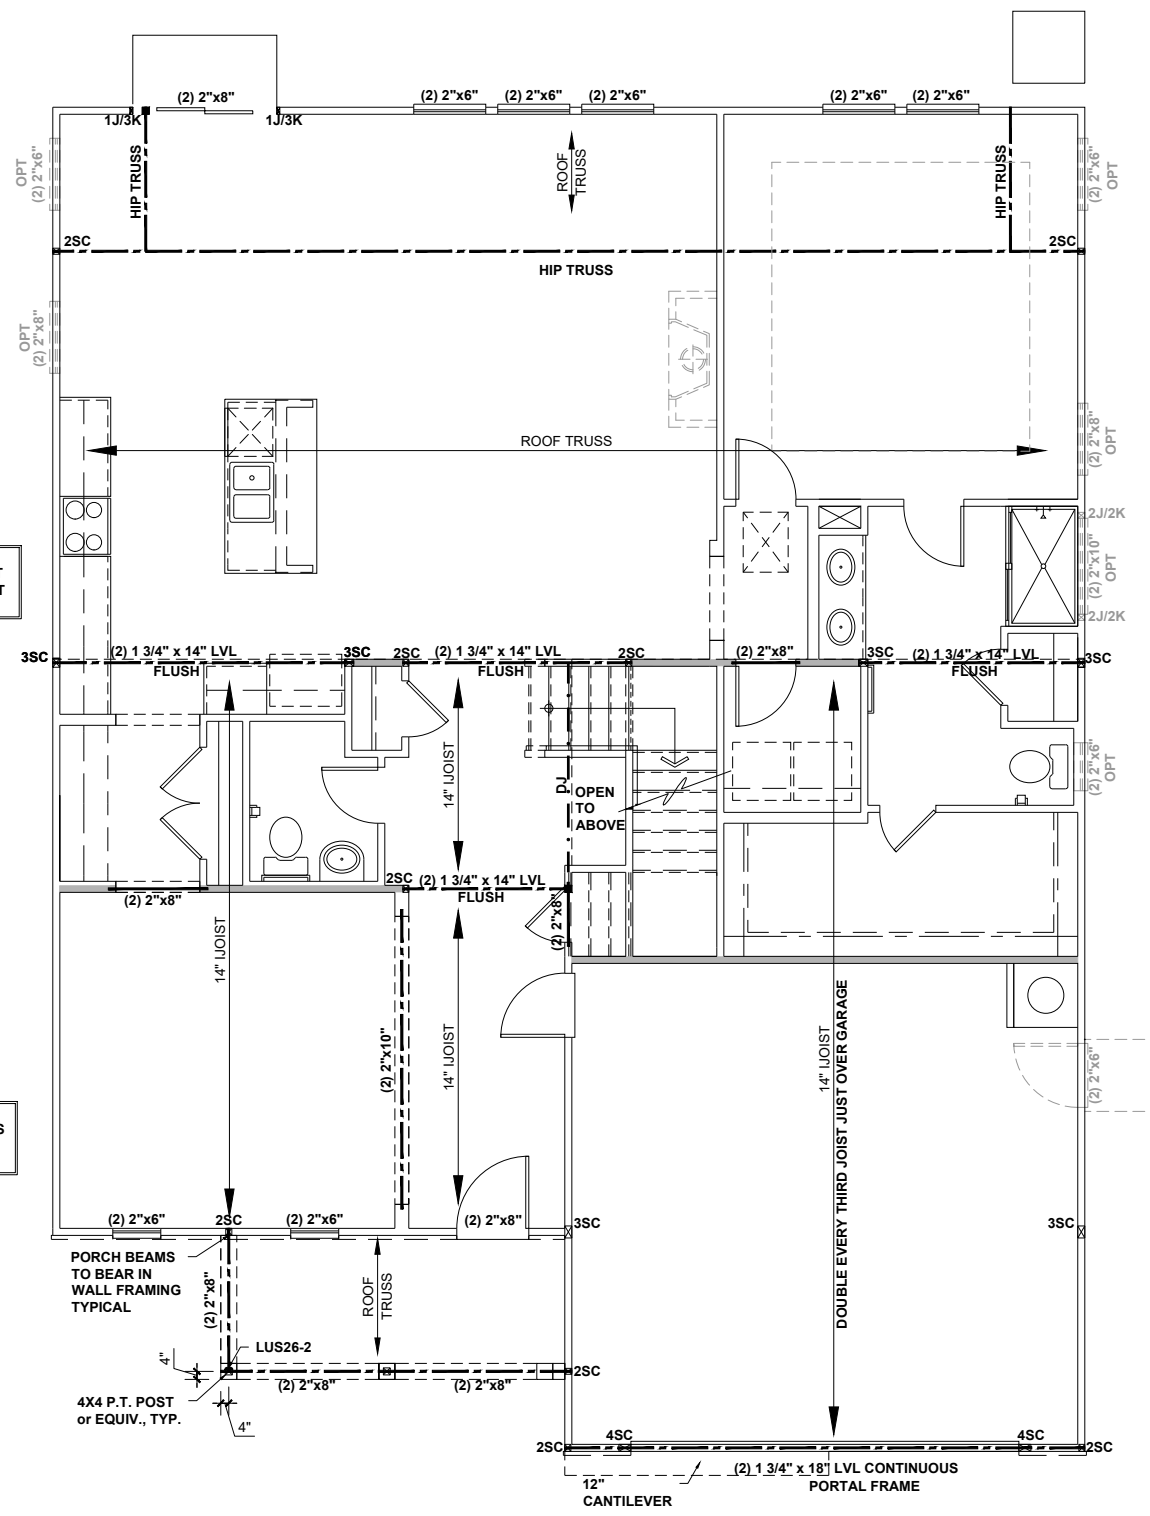 (2) 2"x8"
(2) 2"x6"
(2) 2"x6"
(2) 2"x6"
(2) 2"x6"
(2) 2"x6"
1J/3K
1J/3K
OPT
(2) 2"x6"
HIP TRUSS
ROOF
TRUSS
HIP TRUSS
(2) 2"x6"
OPT
2SC
2SC
HIP TRUSS
OPT
(2) 2"x8"
ROOF TRUSS
(2) 2"x8"
OPT
2J/2K
(2) 2"x10"
OPT
2J/2K
T
3SC
(2) 1 3/4" x 14" LVL
FLUSH
3SC
2SC
(2) 1 3/4" x 14" LVL
FLUSH
2SC
(2) 2"x8"
3SC
(2) 1 3/4" x 14" LVL
FLUSH
3SC
14" IJOIST
DJ
OPEN
TO
ABOVE
(2) 2"x6"
OPT
(2) 2"x8"
2SC
(2) 1 3/4" x 14" LVL
FLUSH
(2) 2"x8"
14" IJOIST
(2) 2"x10"
14" IJOIST
14" IJOIST
DOUBLE EVERY THIRD JOIST JUST OVER GARAGE
(2) 2"x6"
S
(2) 2"x6"
2SC
(2) 2"x6"
(2) 2"x8"
3SC
3SC
PORCH BEAMS
TO BEAR IN
WALL FRAMING
TYPICAL
(2) 2"x8"
ROOF
TRUSS
LUS26-2
4"
2SC
(2) 2"x8"
(2) 2"x8"
4X4 P.T. POST
or EQUIV., TYP.
4"
2SC
4SC
4SC
2SC
12"
CANTILEVER
(2) 1 3/4" x 18" LVL CONTINUOUS
PORTAL FRAME